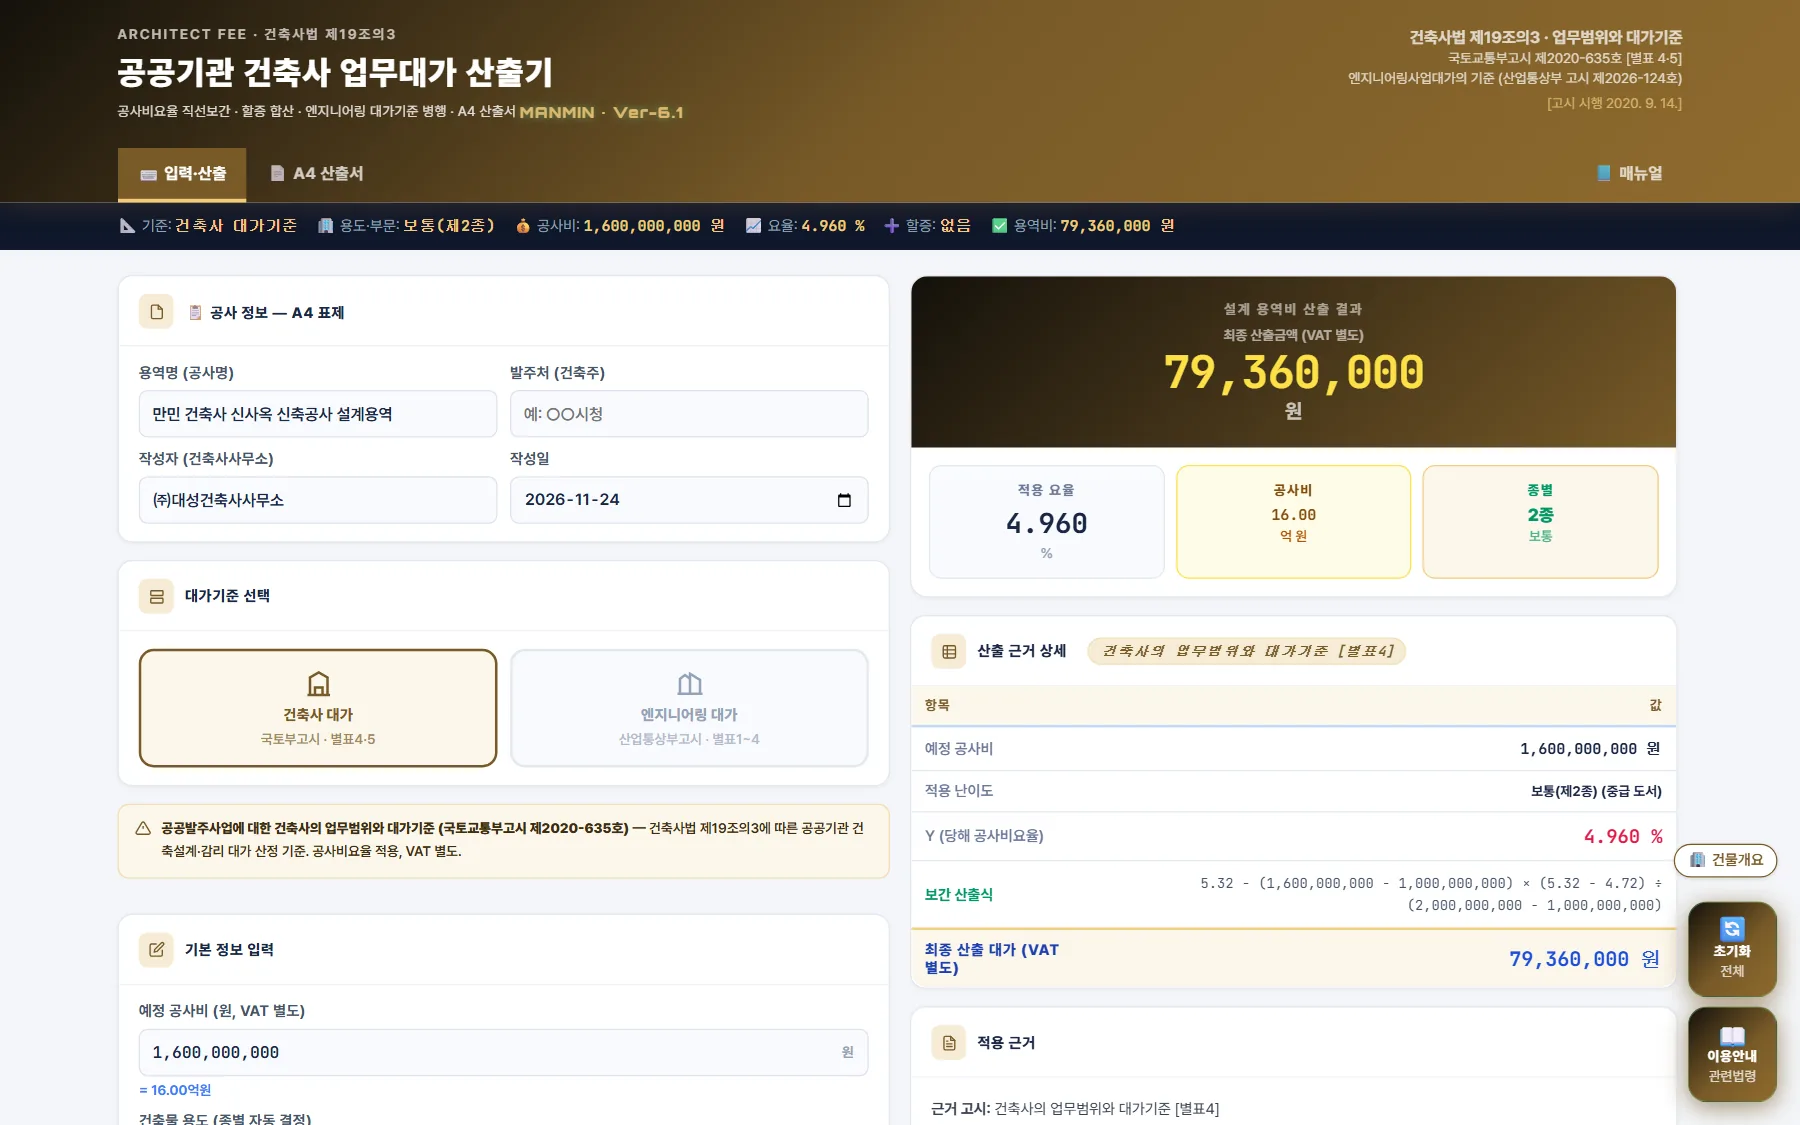 ARCHITECT FEE · 건축사법 제19조의3
공공기관 건축사 업무대가 산출기
공사비요율 직선보간 · 할증 합산 · 엔지니어링 대가기준 병행 · A4 산출서 MANMIN · Ver-6.1
건축사법 제19조의3 · 업무범위와 대가기준
국토교통부고시 제2020-635호 [별표 4·5]
엔지니어링사업대가의 기준 (산업통상부 고시 제2026-124호)
[고시 시행 2020. 9. 14.]
입력·산출
A4 산출서
매뉴얼
기준: 건축사 대가기준 용도·부문: 보통(제2종) 공사비: 1,600,000,000 원 요율: 4.960 % 할증: 없음 용역비: 79,360,000 원
공사 정보 — A4 표제
용역명 (공사명)
만민 건축사 신사옥 신축공사 설계용역
발주처 (건축주)
예: 〇〇시청
작성자 (건축사사무소)
㈜대성건축사사무소
작성일
2026-11-24
대가기준 선택
건축사 대가
국토부고시 · 별표4·5
엔지니어링 대가
산업통상부고시 · 별표1~4
공공발주사업에 대한 건축사의 업무범위와 대가기준 (국토교통부고시 제2020-635호) — 건축사법 제19조의3에 따른 공공기관 건
축설계·감리 대가 산정 기준. 공사비요율 적용, VAT 별도.
기본 정보 입력
예정 공사비 (원, VAT 별도)
1,600,000,000 원
= 16.00억원
건축물 용도 (종별 자동 결정)
설계 용역비 산출 결과
최종 산출금액 (VAT 별도)
79,360,000
원
적용 요율
4.960
%
공사비
16.00
억 원
종별
2종
보통
산출 근거 상세
건축사의 업무범위와 대가기준 [별표4]
항목 값
예정 공사비 1,600,000,000 원
적용 난이도 보통(제2종) (중급 도서)
Y (당해 공사비요율) 4.960 %
보간 산출식
5.32 - (1,600,000,000 - 1,000,000,000) × (5.32 - 4.72) ÷
(2,000,000,000 - 1,000,000,000)
최종 산출 대가 (VAT
별도)
79,360,000 원
적용 근거
근거 고시: 건축사의 업무범위와 대가기준 [별표4]
건물개요
초기화
전체
이용안내
관련법령